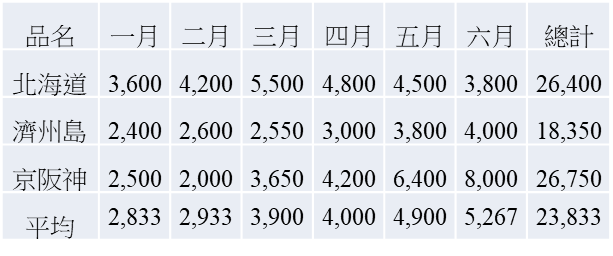 品名 一月 二月 三月 四月 五月 六月 總計
北海道 3,600 4,200 5,500 4,800 4,500 3,800 26,400
濟州島 2,400 2,600 2,550 3,000 3,800 4,000 18,350
京阪神 2,500 2,000 3,650 4,200 6,400 8,000 26,750
平均 2,833 2,933 3,900 4,000 4,900 5,267 23,833